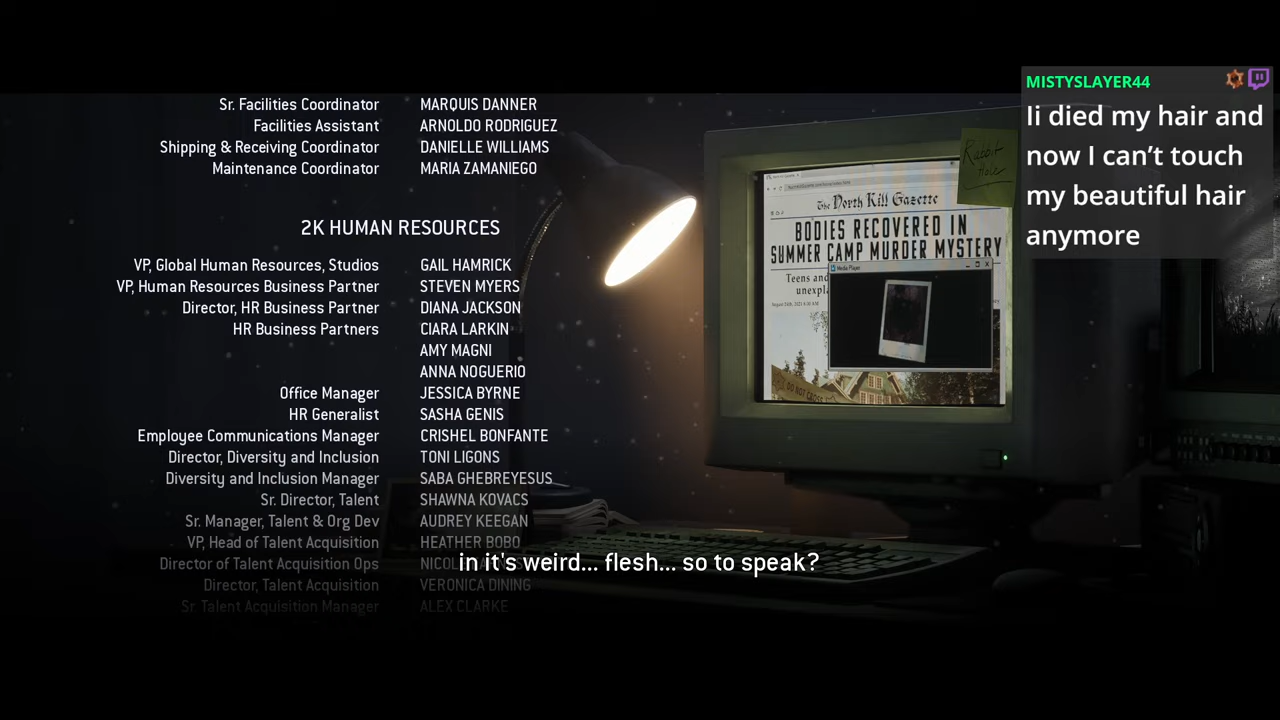 Sr. Facilities Coordinator MARQUIS DANNER
Facilities Assistant ARNOLDO RODRIGUEZ
Shipping & Receiving Coordinator DANIELLE WILLIAMS
Maintenance Coordinator MARIA ZAMANIEGO
2K HUMAN RESOURCES
VP, Global Human Resources, Studios GAIL HAMRICK
VP, Human Resources Business Partner STEVEN MYERS
Director, HR Business Partner DIANA JACKSON
HR Business Partners CIARA LARKIN
AMY MAGNI
ANNA NOGUERIO
Office Manager JESSICA BYRNE
HR Generalist SASHA GENIS
Employee Communications Manager CRISHEL BONFANTE
Director, Diversity and Inclusion TONI LIGONS
Diversity and Inclusion Manager SABA GHEBREYESUS
Sr. Director, Talent SHAWNA KOVACS
Sr. Manager, Talent & Org Dev AUDREY KEEGAN
VP, Head of Talent Acquisition HEATHER BOBO
Director of Talent Acquisition Ops
Director, Talent Acquisition VERONICA DINING
Sr. Talent Acquisition Manager ALEX CLARKE
in it's weird... flesh... so to speak?
Rabbit
Hole
The North Kill Gazette
BODIES RECOVERED IN
SUMMER CAMP MURDER MYSTERY
Teens and
Media Player
DO NOT CROSS
MISTYSLAYER44
Ii died my hair and
now I can't touch
my beautiful hair
anymore